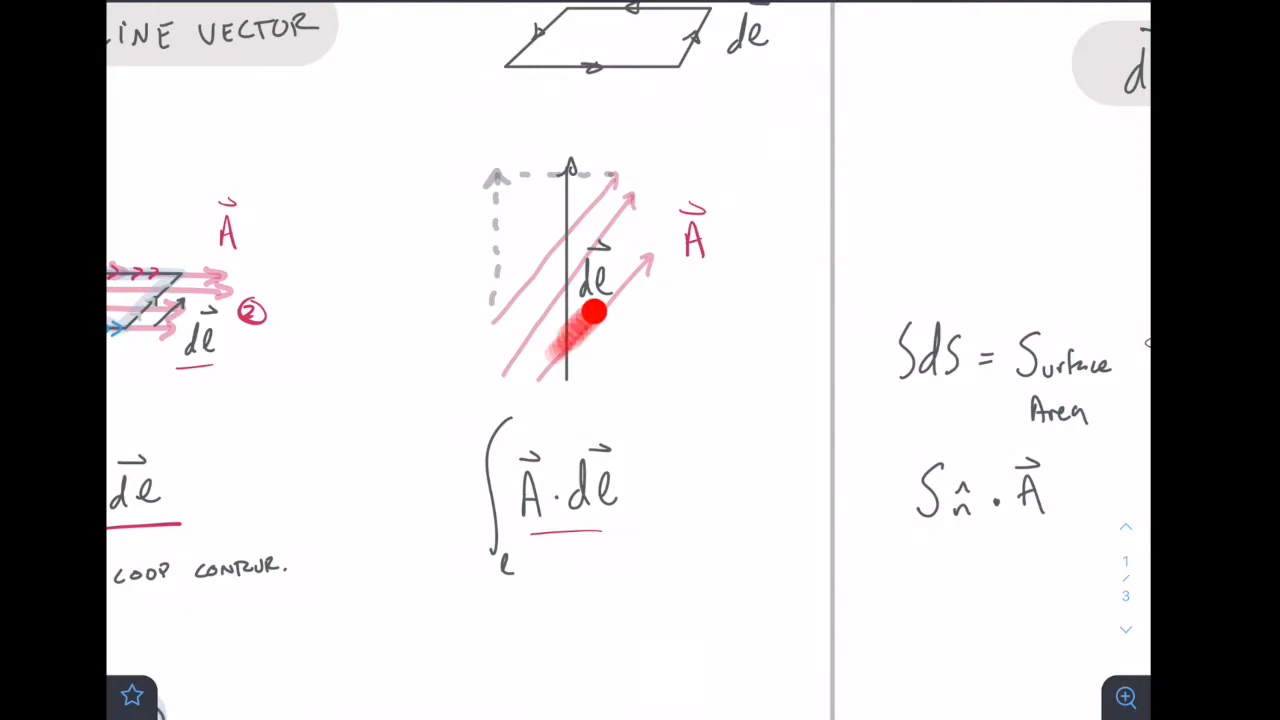 LINE VECTOR
dℓ
d
A
A
dℓ
②
dℓ
∫dS = Surface
Area
dℓ
∫ℓ A · dℓ
S n̂ · A
LOOP CONTOUR.
1
/
3